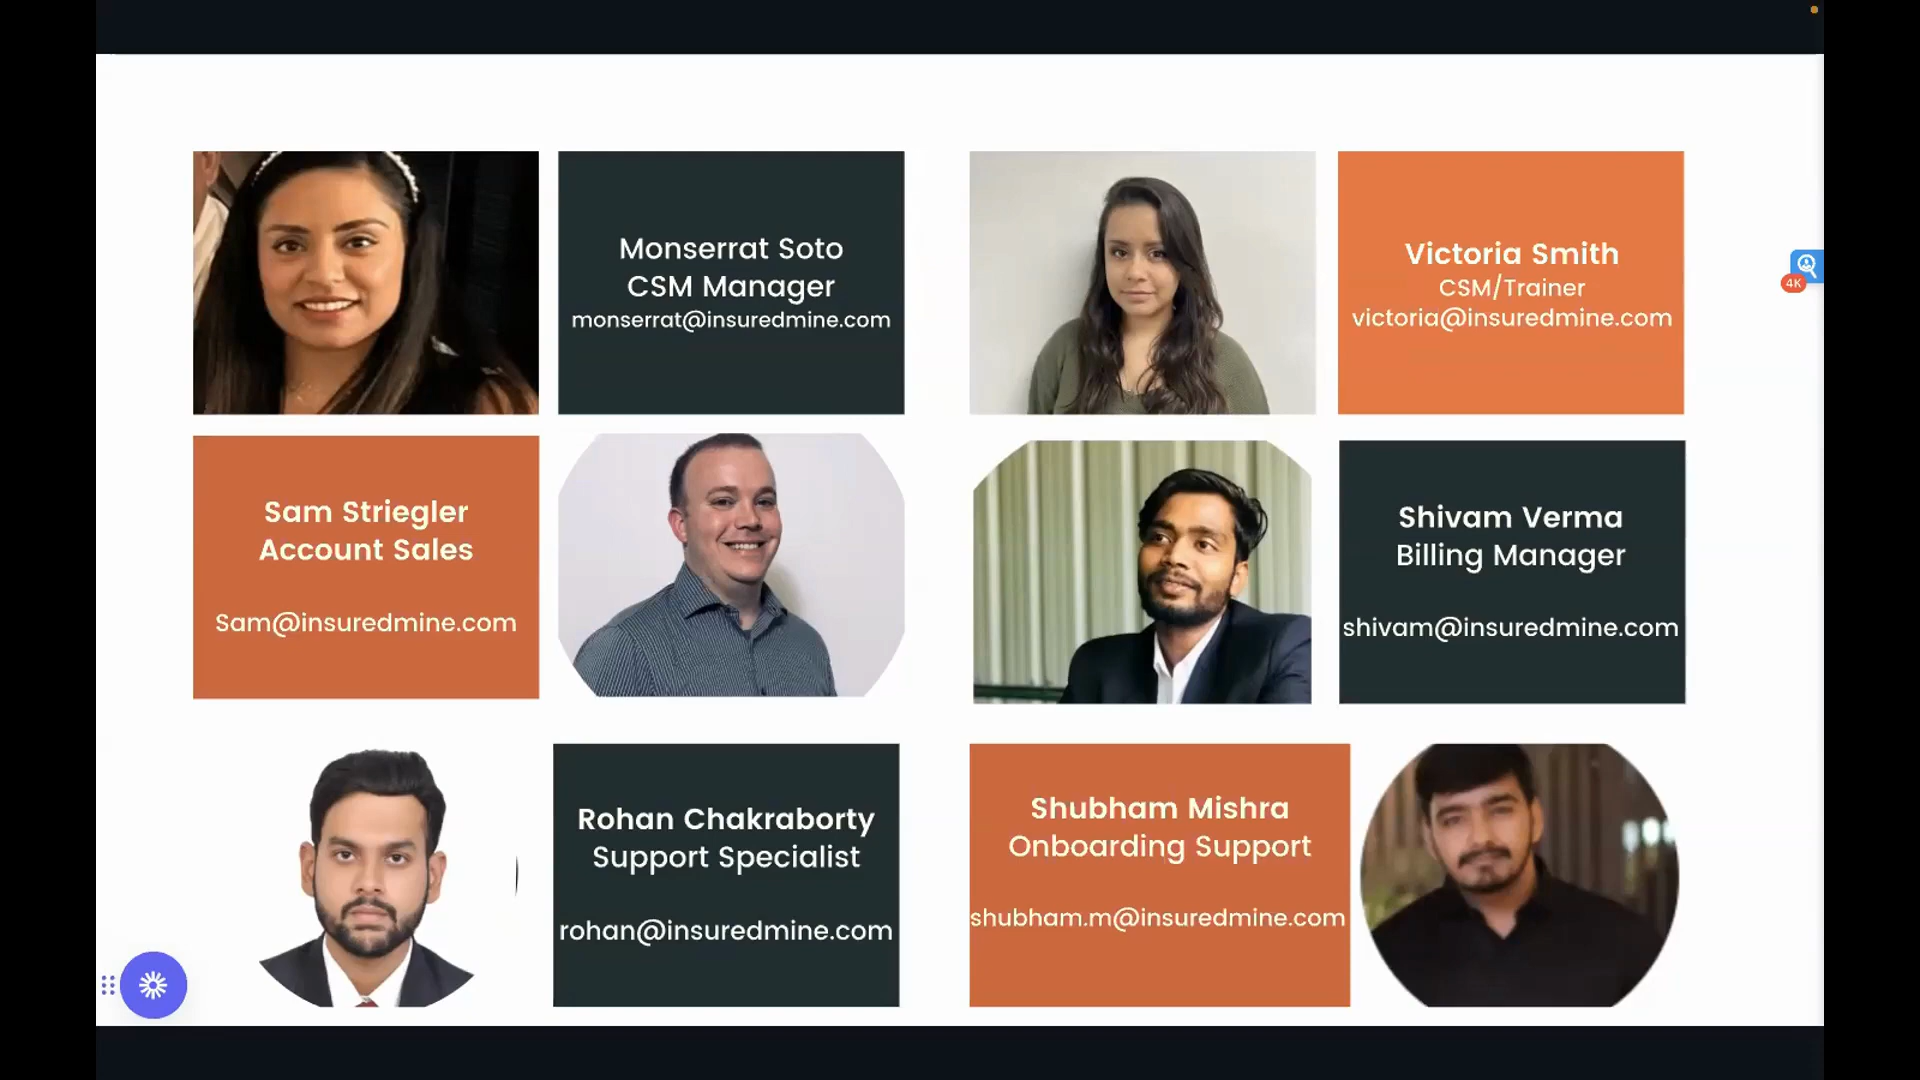 Monserrat Soto
CSM Manager
monserrat@insuredmine.com
Victoria Smith
CSM/Trainer
victoria@insuredmine.com
4K
Sam Striegler
Account Sales
Sam@insuredmine.com
Shivam Verma
Billing Manager
shivam@insuredmine.com
Rohan Chakraborty
Support Specialist
rohan@insuredmine.com
Shubham Mishra
Onboarding Support
shubham.m@insuredmine.com